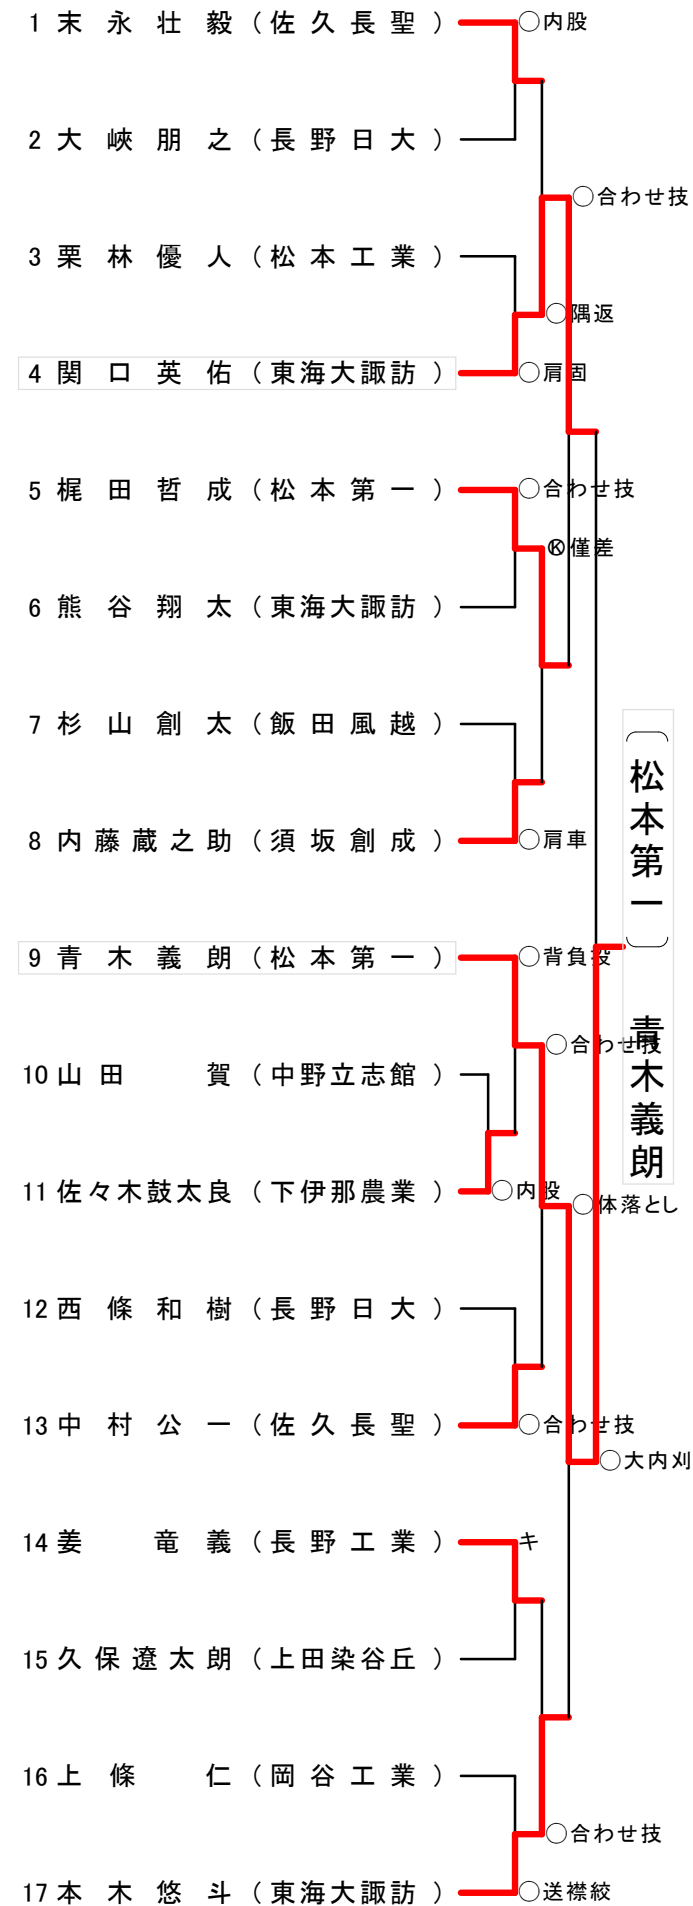 1 末永壮毅（佐久長聖） ○内股
2 大峽朋之（長野日大）
○合わせ技
3 栗林優人（松本工業）
○隅返
4 関口英佑（東海大諏訪） ○肩固
5 梶田哲成（松本第一） ○合わせ技
Ⓚ僅差
6 熊谷翔太（東海大諏訪）
7 杉山創太（飯田風越）
8 内藤蔵之助（須坂創成） ○肩車
（松本第一） 青木義朗
9 青木義朗（松本第一） ○背負投
○合わせ技
10 山田賀（中野立志館）
11 佐々木鼓太良（下伊那農業） ○内股
○体落とし
12 西條和樹（長野日大）
13 中村公一（佐久長聖） ○合わせ技
○大内刈
14 姜竜義（長野工業） キ
15 久保遼太朗（上田染谷丘）
16 上條仁（岡谷工業）
○合わせ技
17 本木悠斗（東海大諏訪） ○送襟絞